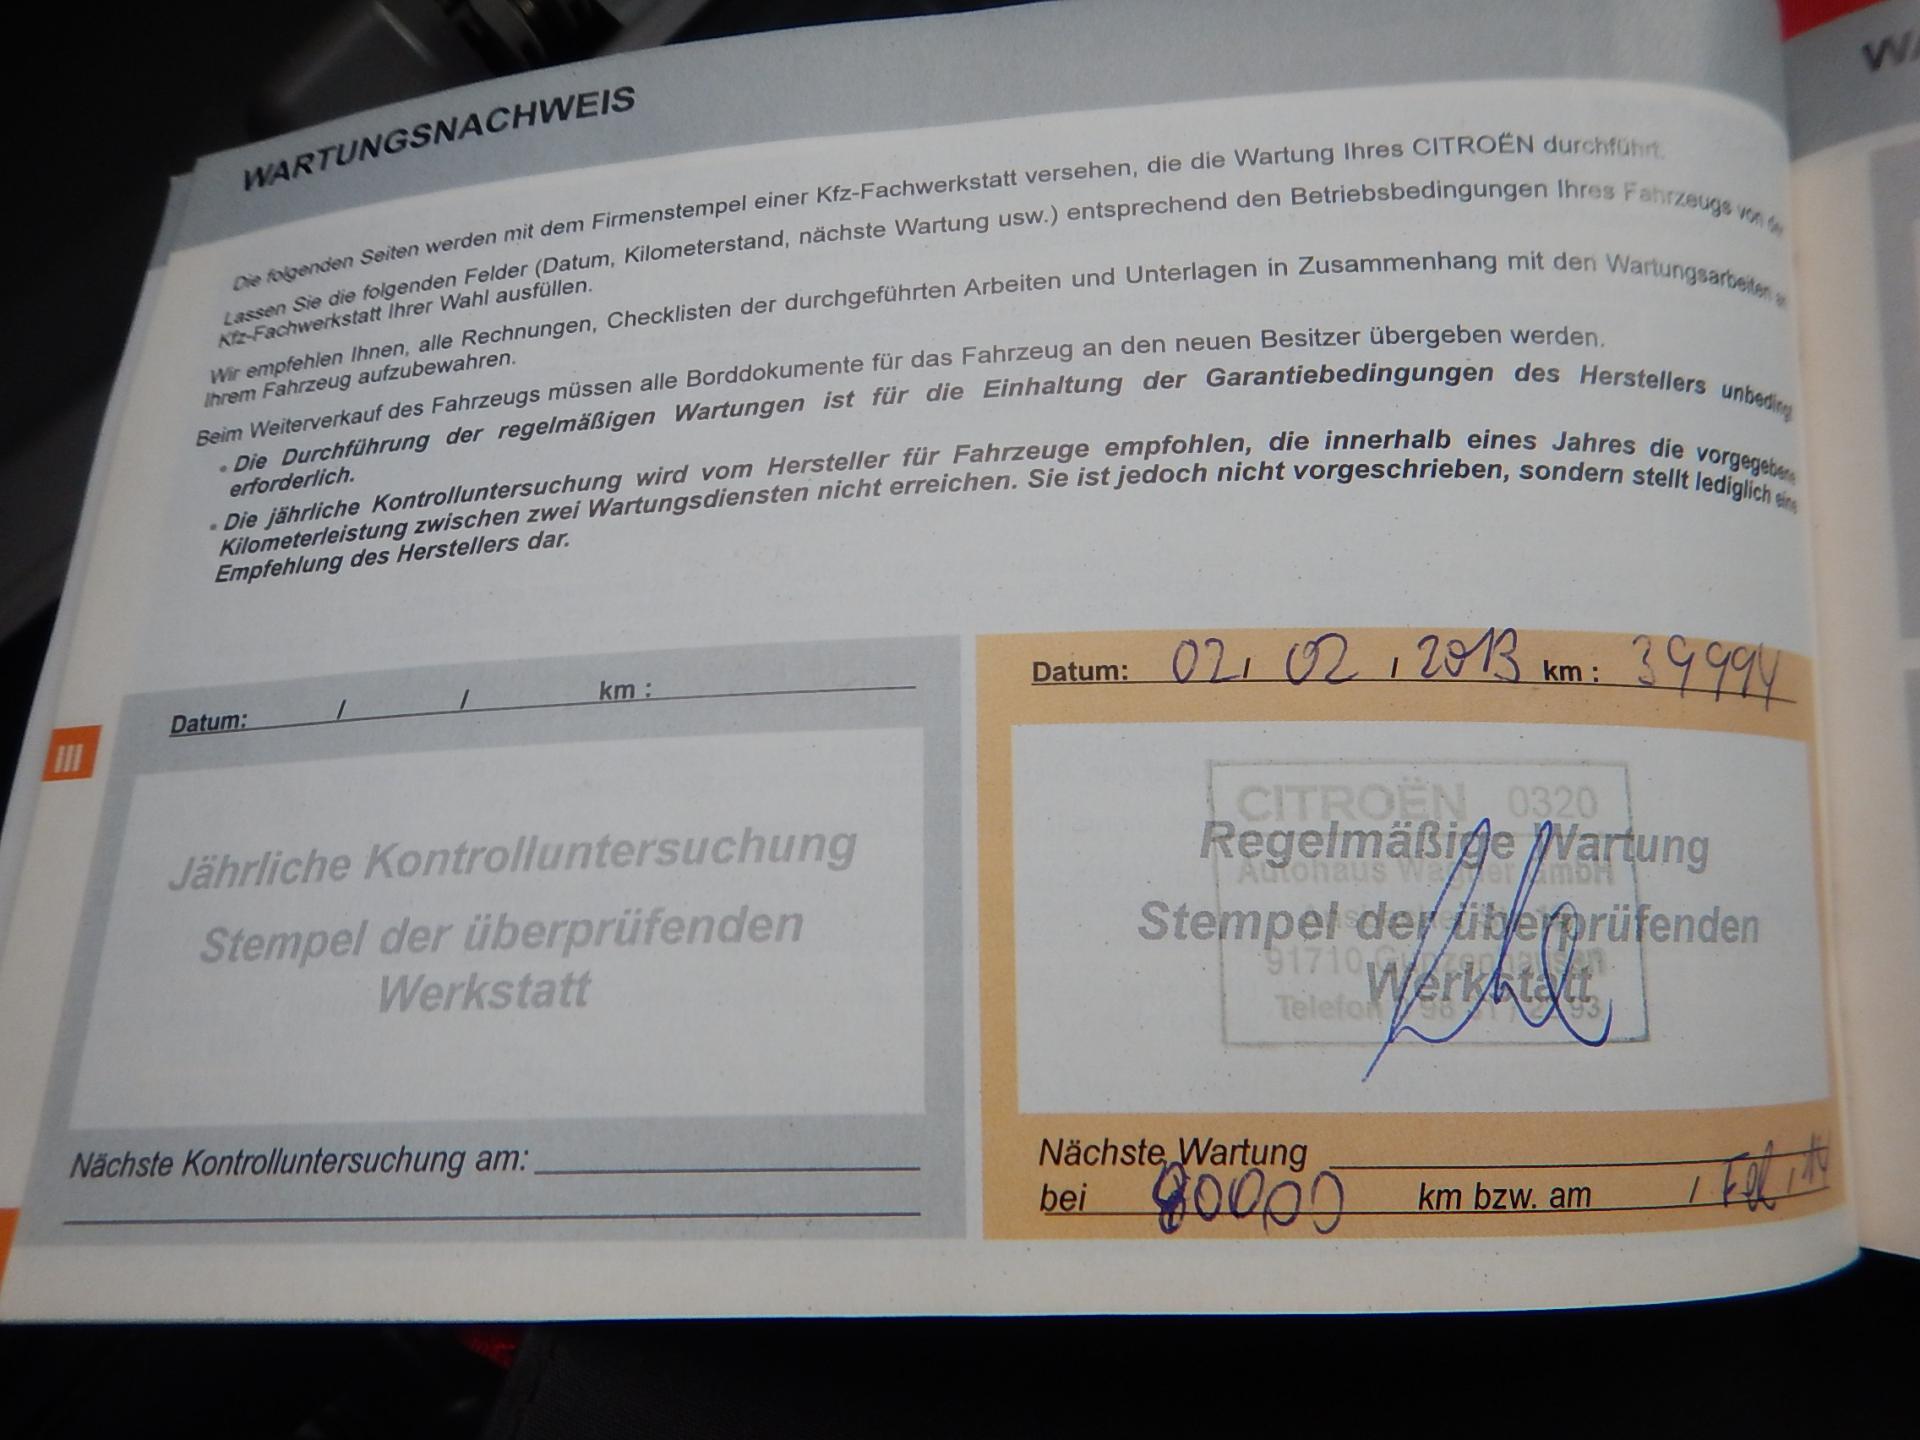 WARTUNGSNACHWEIS
Die folgenden Seiten werden mit dem Firmenstempel einer Kfz-Fachwerkstatt versehen, die die Wartung Ihres CITROËN durchführt.
Lassen Sie die folgenden Felder (Datum, Kilometerstand, nächste Wartung usw.) entsprechend den Betriebsbedingungen Ihres Fahrzeugs von der
Kfz-Fachwerkstatt Ihrer Wahl ausfüllen.
Wir empfehlen Ihnen, alle Rechnungen, Checklisten der durchgeführten Arbeiten und Unterlagen in Zusammenhang mit den Wartungsarbeiten an
Ihrem Fahrzeug aufzubewahren.
Beim Weiterverkauf des Fahrzeugs müssen alle Borddokumente für das Fahrzeug an den neuen Besitzer übergeben werden.
• Die Durchführung der regelmäßigen Wartungen ist für die Einhaltung der Garantiebedingungen des Herstellers unbedingt
erforderlich.
• Die jährliche Kontrolluntersuchung wird vom Hersteller für Fahrzeuge empfohlen, die innerhalb eines Jahres die vorgegebene
Kilometerleistung zwischen zwei Wartungsdiensten nicht erreichen. Sie ist jedoch nicht vorgeschrieben, sondern stellt lediglich eine
Empfehlung des Herstellers dar.
III
Datum: / / km :
Jährliche Kontrolluntersuchung
Stempel der überprüfenden
Werkstatt
Nächste Kontrolluntersuchung am:
Datum: 02 / 02 / 2013 km : 39994
CITROËN 0320
Regelmäßige Wartung
Autohaus Wagner GmbH
Stempel der überprüfenden
91710 Gunzenhausen
Werkstatt
Telefon
Nächste Wartung
bei 80000 km bzw. am / Feb / 14
WA